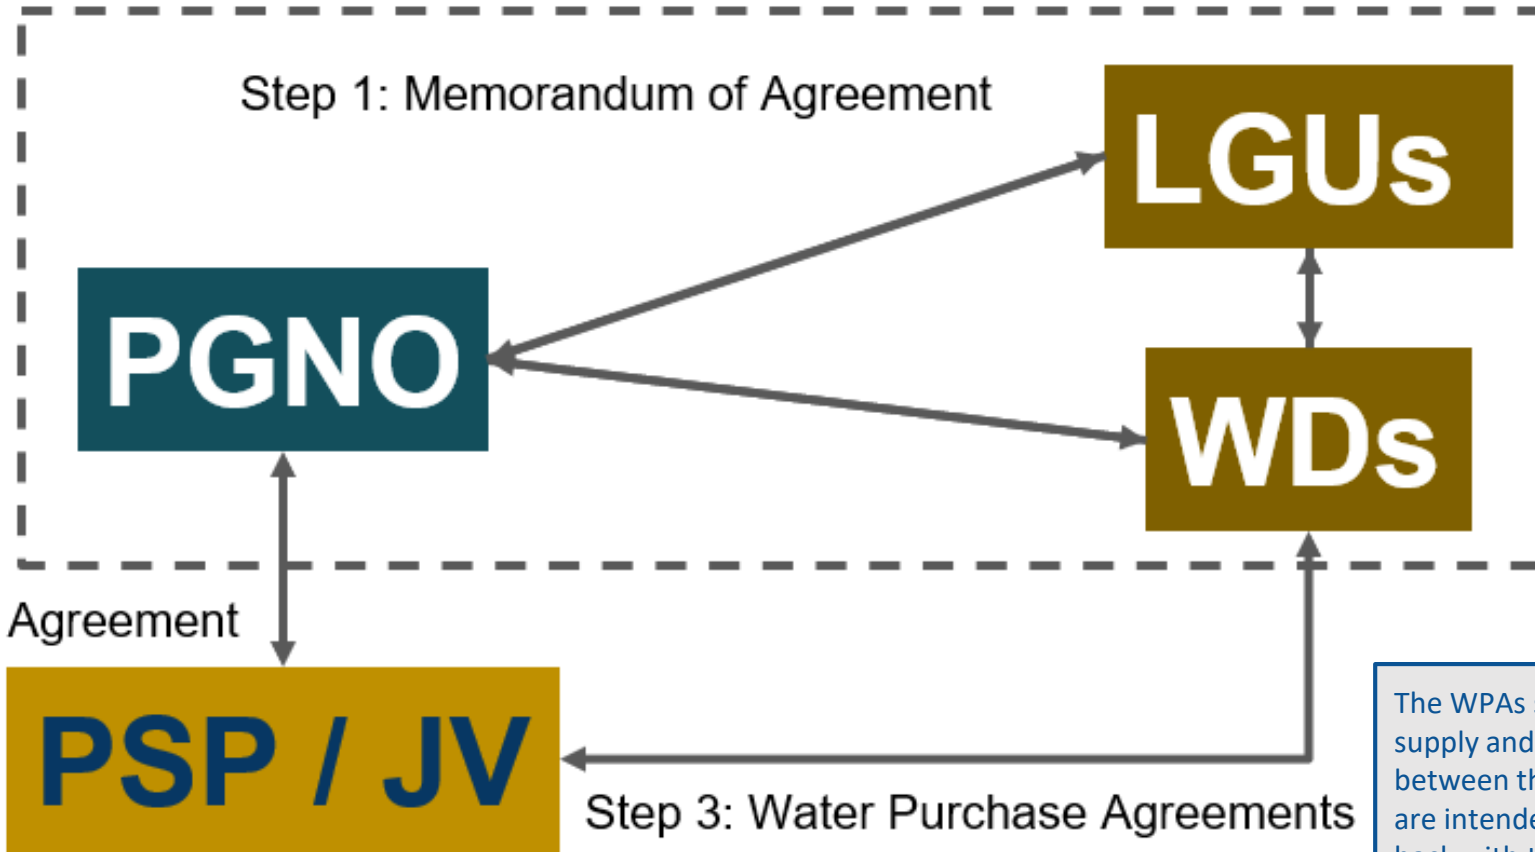 Step 1: Memorandum of Agreement
LGUs
PGNO
WDs
Agreement
PSP / JV
Step 3: Water Purchase Agreements
The WPAs
supply and
between th
are intende